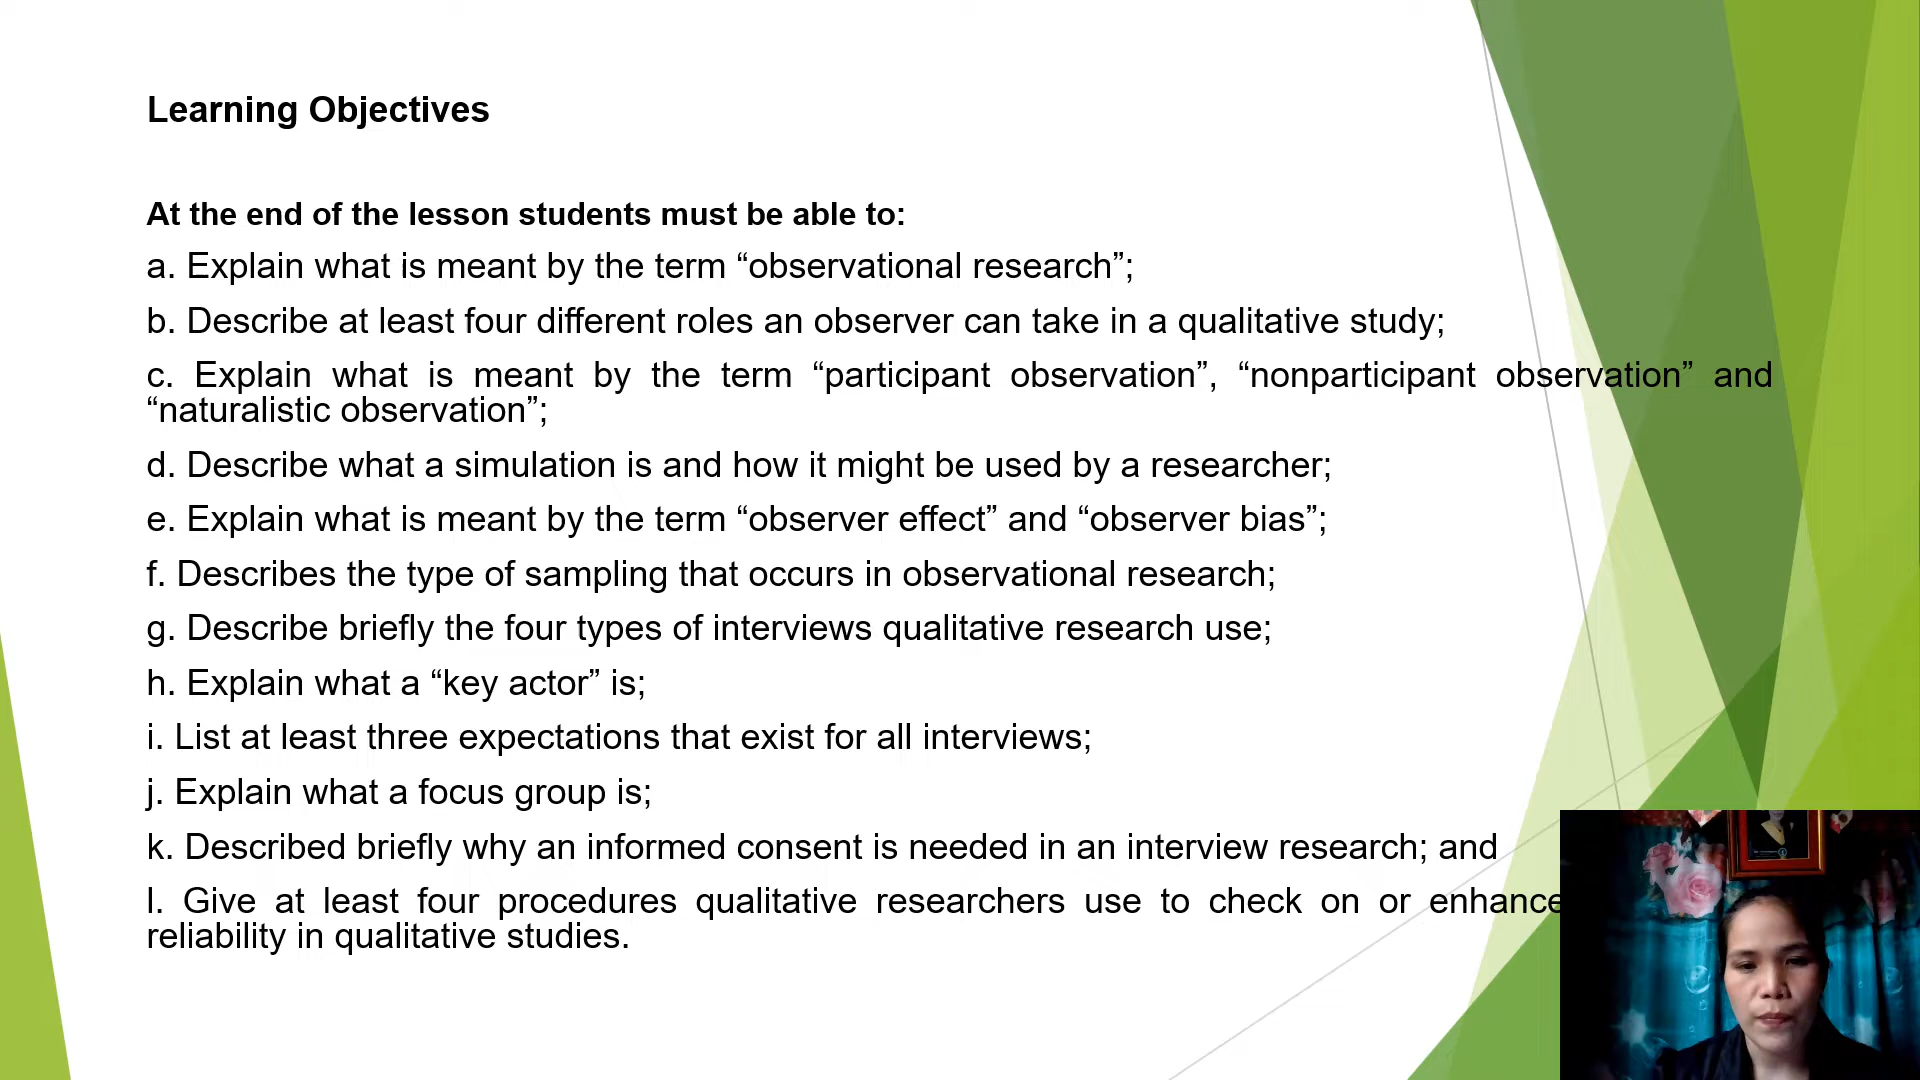 Learning Objectives
At the end of the lesson students must be able to:
a. Explain what is meant by the term “observational research”;
b. Describe at least four different roles an observer can take in a qualitative study;
c. Explain what is meant by the term “participant observation”, “nonparticipant observation” and
“naturalistic observation”;
d. Describe what a simulation is and how it might be used by a researcher;
e. Explain what is meant by the term “observer effect” and “observer bias”;
f. Describes the type of sampling that occurs in observational research;
g. Describe briefly the four types of interviews qualitative research use;
h. Explain what a “key actor” is;
i. List at least three expectations that exist for all interviews;
j. Explain what a focus group is;
k. Described briefly why an informed consent is needed in an interview research; and
l. Give at least four procedures qualitative researchers use to check on or enhance
reliability in qualitative studies.